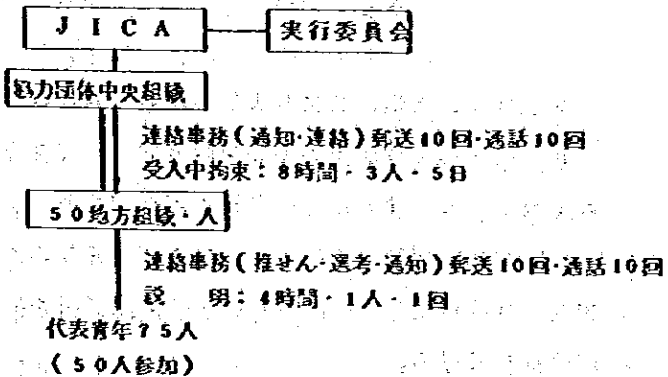 JICA 実行委員会
協力団体中央組織
連絡事務(通知・連絡)郵送10回・通話10回
受入中拘束:8時間・3人・5日
50地方組織・人
連絡事務(推せん・選考・通知)郵送10回・通話10回
説 明:4時間・1人・1回
代表青年75人
(50人参加)